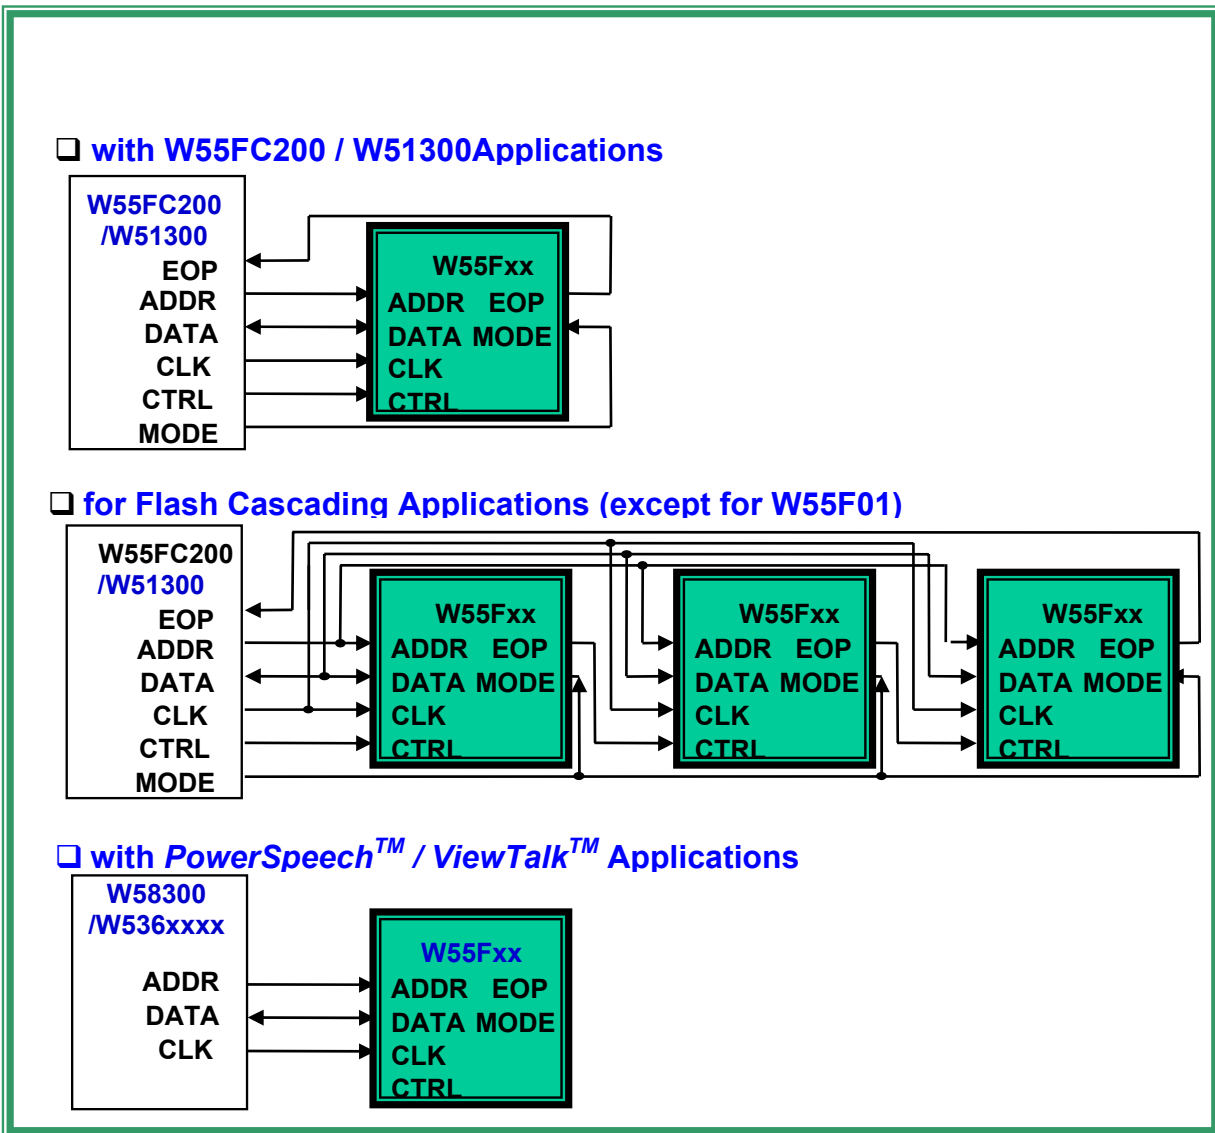 ❑ with W55FC200 / W51300Applications
W55FC200
/W51300
EOP
ADDR
DATA
CLK
CTRL
MODE
W55Fxx
ADDR EOP
DATA MODE
CLK
CTRL
❑ for Flash Cascading Applications (except for W55F01)
W55FC200
/W51300
EOP
ADDR
DATA
CLK
CTRL
MODE
W55Fxx
ADDR EOP
DATA MODE
CLK
CTRL
W55Fxx
ADDR EOP
DATA MODE
CLK
CTRL
W55Fxx
ADDR EOP
DATA MODE
CLK
CTRL
❑ with PowerSpeech™ / ViewTalk™ Applications
W58300
/W536xxxx
ADDR
DATA
CLK
W55Fxx
ADDR EOP
DATA MODE
CLK
CTRL